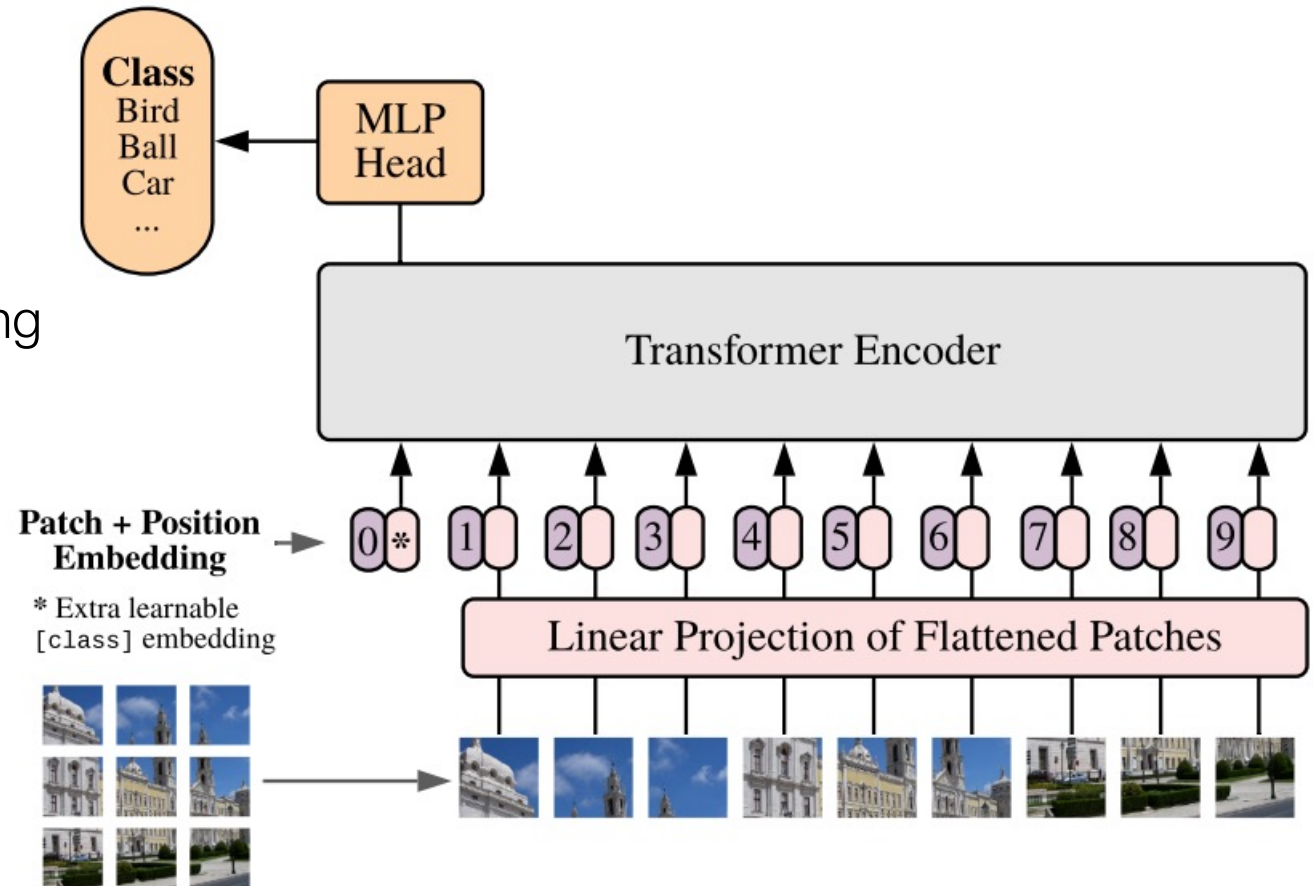 Class
Bird
Ball
Car
...
MLP
Head
ng
Transformer Encoder
Patch + Position
Embedding
0 * 1 2 3 4 5 6 7 8 9
* Extra learnable
[class] embedding
Linear Projection of Flattened Patches